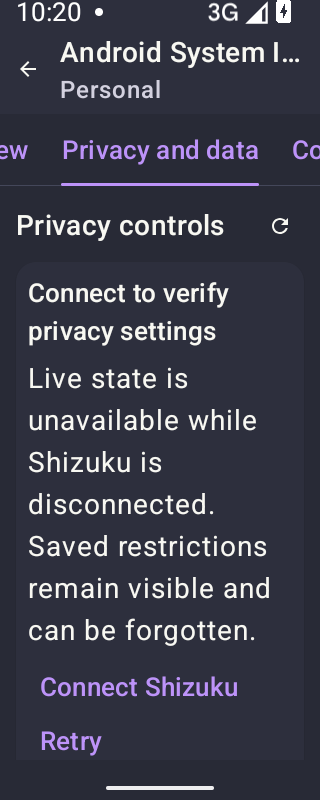 10:20
3G
Android System I...
Personal
ew
Privacy and data
Co
Privacy controls
Connect to verify
privacy settings
Live state is
unavailable while
Shizuku is
disconnected.
Saved restrictions
remain visible and
can be forgotten.
Connect Shizuku
Retry